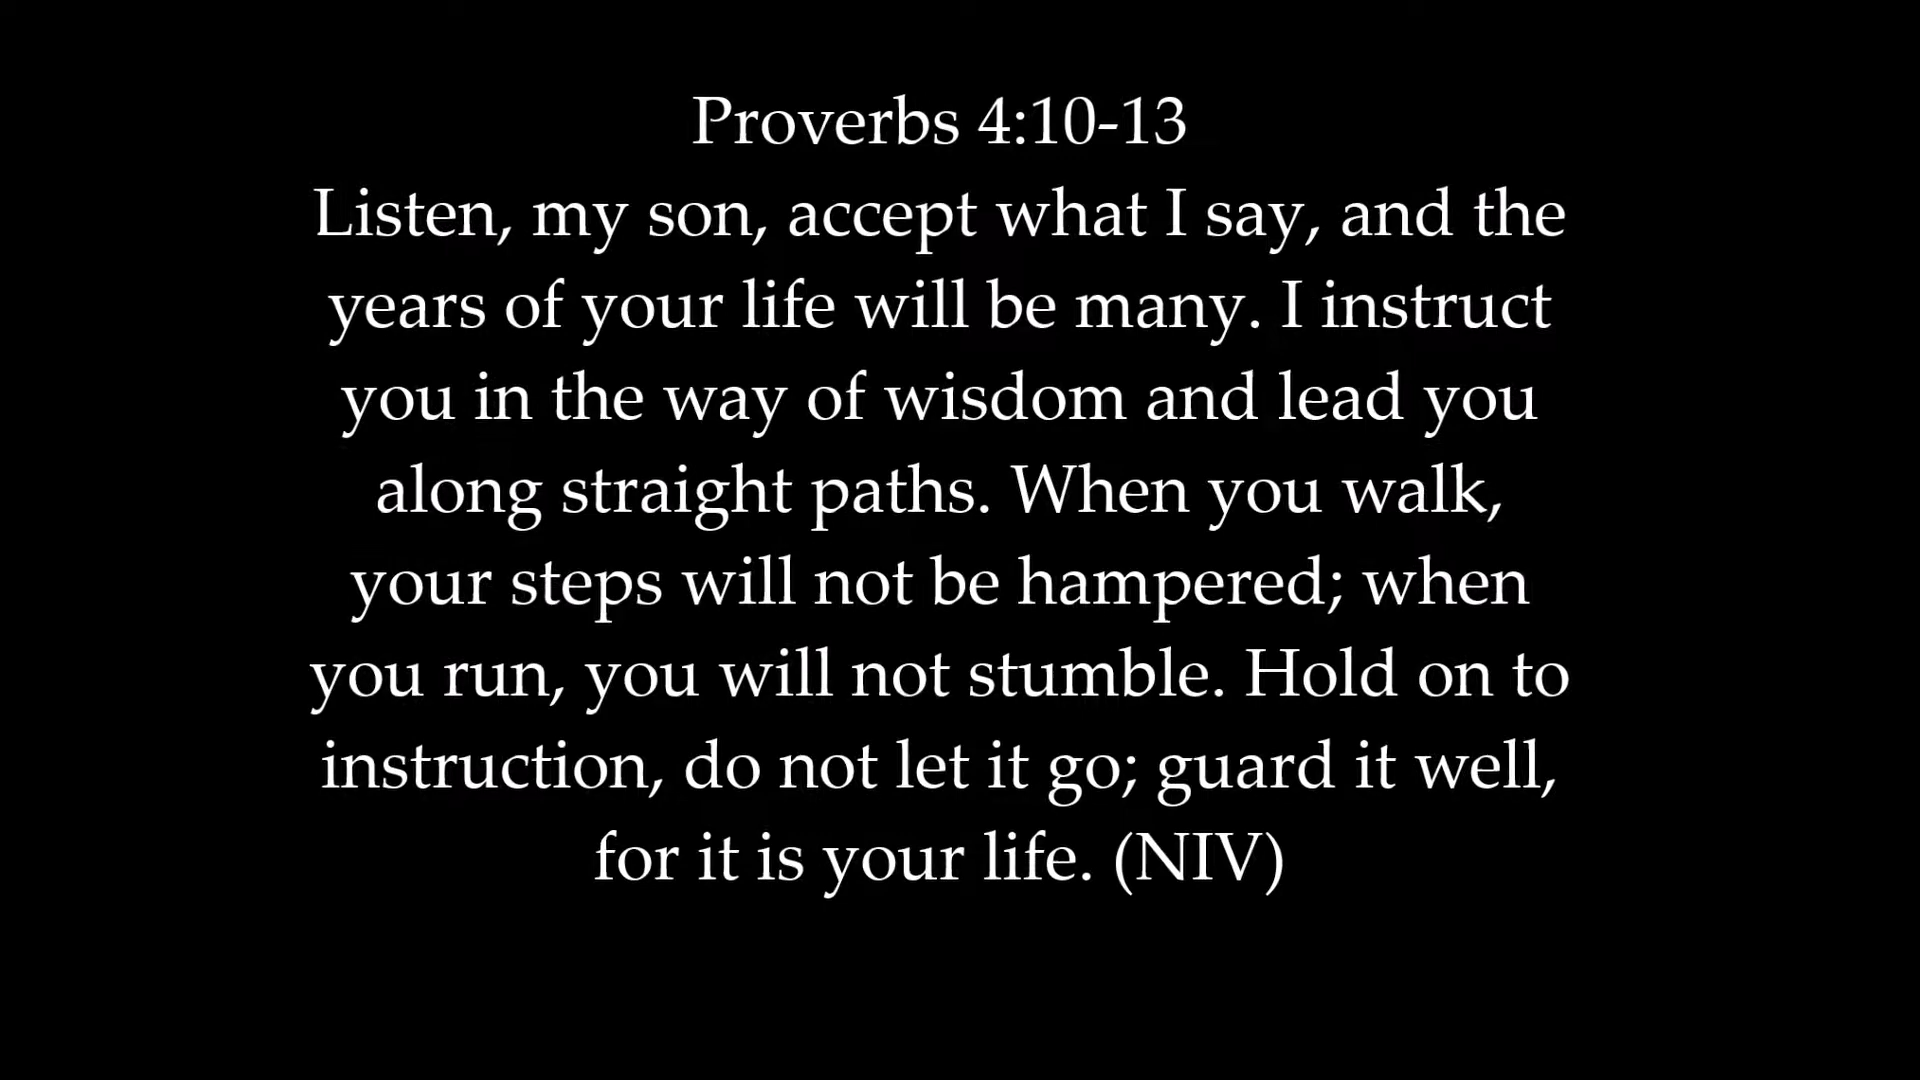 Proverbs 4:10-13
Listen, my son, accept what I say, and the
years of your life will be many. I instruct
you in the way of wisdom and lead you
along straight paths. When you walk,
your steps will not be hampered; when
you run, you will not stumble. Hold on to
instruction, do not let it go; guard it well,
for it is your life. (NIV)